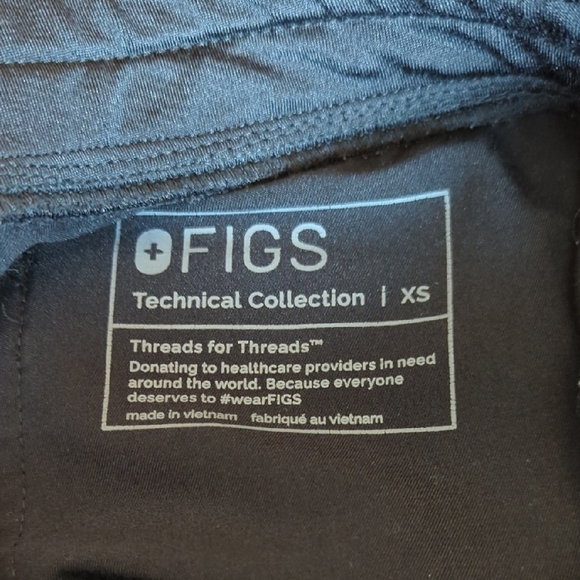 FIGS
Technical Collection | XS
Threads for Threads™
Donating to healthcare providers in need
around the world. Because everyone
deserves to #wearFIGS
made in vietnam fabriqué au vietnam